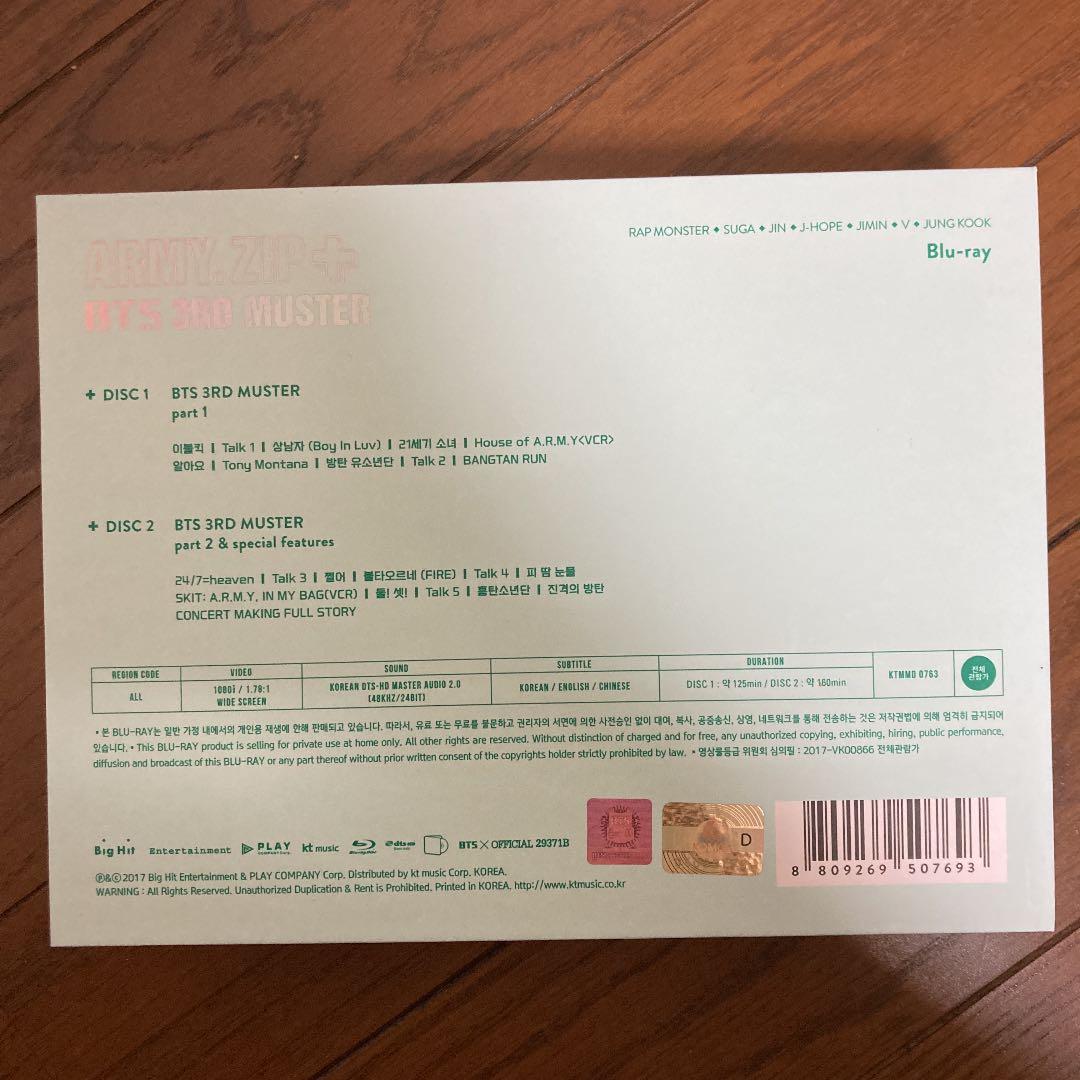 ARMY.ZIP+
BTS 3RD MUSTER
RAP MONSTER ◆ SUGA ◆ JIN ◆ J-HOPE ◆ JIMIN ◆ V ◆ JUNG KOOK
Blu-ray
+ DISC 1 BTS 3RD MUSTER
part 1
이불킥 | Talk 1 | 상남자 (Boy In Luv) | 21세기 소녀 | House of A.R.M.Y<VCR>
알아요 | Tony Montana | 방탄 유소년단 | Talk 2 | BANGTAN RUN
+ DISC 2 BTS 3RD MUSTER
part 2 & special features
24/7=heaven | Talk 3 | 쩔어 | 불타오르네 (FIRE) | Talk 4 | 피 땀 눈물
SKIT: A.R.M.Y, IN MY BAG(VCR) | 둘! 셋! | Talk 5 | 흥탄소년단 | 진격의 방탄
CONCERT MAKING FULL STORY
REGION CODE VIDEO SOUND SUBTITLE DURATION
ALL 1080i / 1.78:1 WIDE SCREEN KOREAN DTS-HD MASTER AUDIO 2.0 (48KHZ/24BIT) KOREAN / ENGLISH / CHINESE DISC 1 : 약 125min / DISC 2 : 약 160min KTMMD 0763 전체 관람가
• 본 BLU-RAY는 일반 가정 내에서의 개인용 재생에 한해 판매되고 있습니다. 따라서, 유료 또는 무료를 불문하고 권리자의 서면에 의한 사전승인 없이 대여, 복사, 공중송신, 상영, 네트워크를 통해 전송하는 것은 저작권법에 의해 엄격히 금지되어
있습니다. • This BLU-RAY product is selling for private use at home only. All other rights are reserved. Without distinction of charged and for free, any unauthorized copying, exhibiting, hiring, public performance,
diffusion and broadcast of this BLU-RAY or any part thereof without prior written consent of the copyrights holder strictly prohibited by law. • 영상물등급 위원회 심의필 : 2017-VK00866 전체관람가
Big Hit Entertainment PLAY COMPANY Corp. kt music Blu-ray Disc dts BTS X OFFICIAL 29371B
D
8 809269 507693
Ⓟ&ⓒ 2017 Big Hit Entertainment & PLAY COMPANY Corp. Distributed by kt music Corp. KOREA.
WARNING : All Rights Reserved. Unauthorized Duplication & Rent is Prohibited. Printed in KOREA. http://www.ktmusic.co.kr